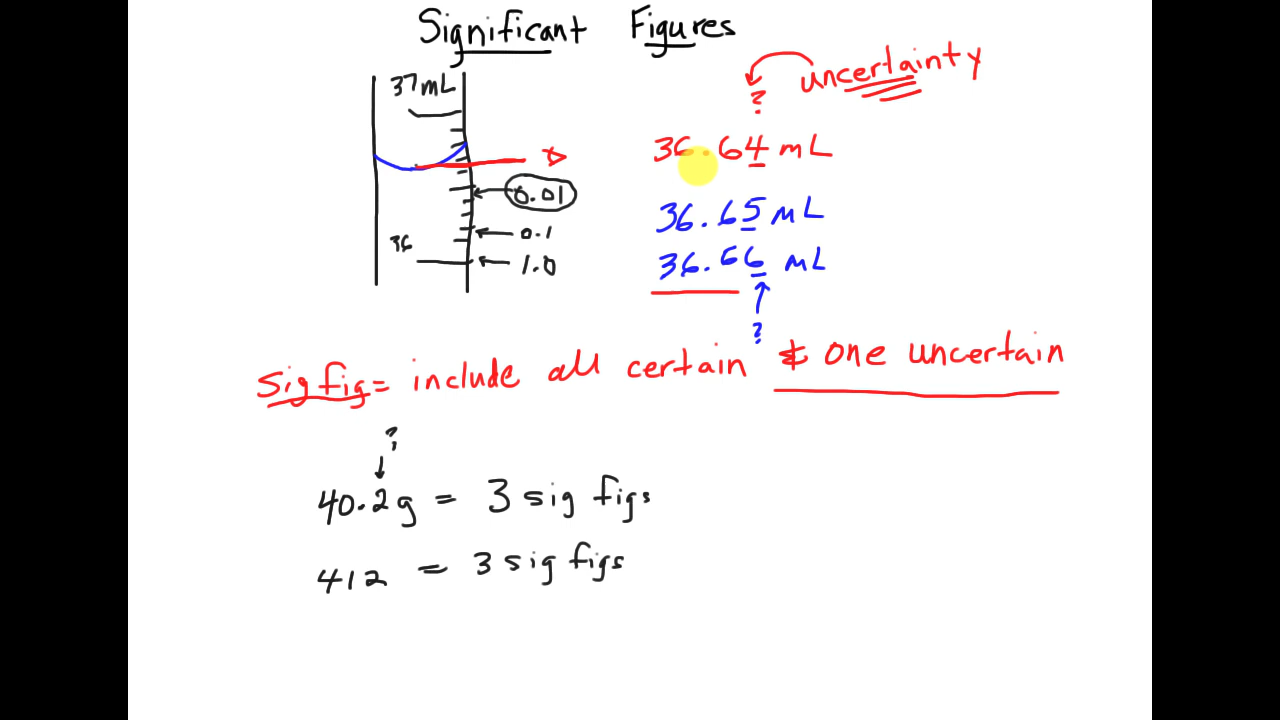 Significant Figures
37mL
uncertainty
?
36.64 mL
0.01
36.65 mL
36
0.1
1.0
36.66 mL
?
Sig fig = include all certain & one uncertain
?
40.2g = 3 sig figs
412 = 3 sig figs